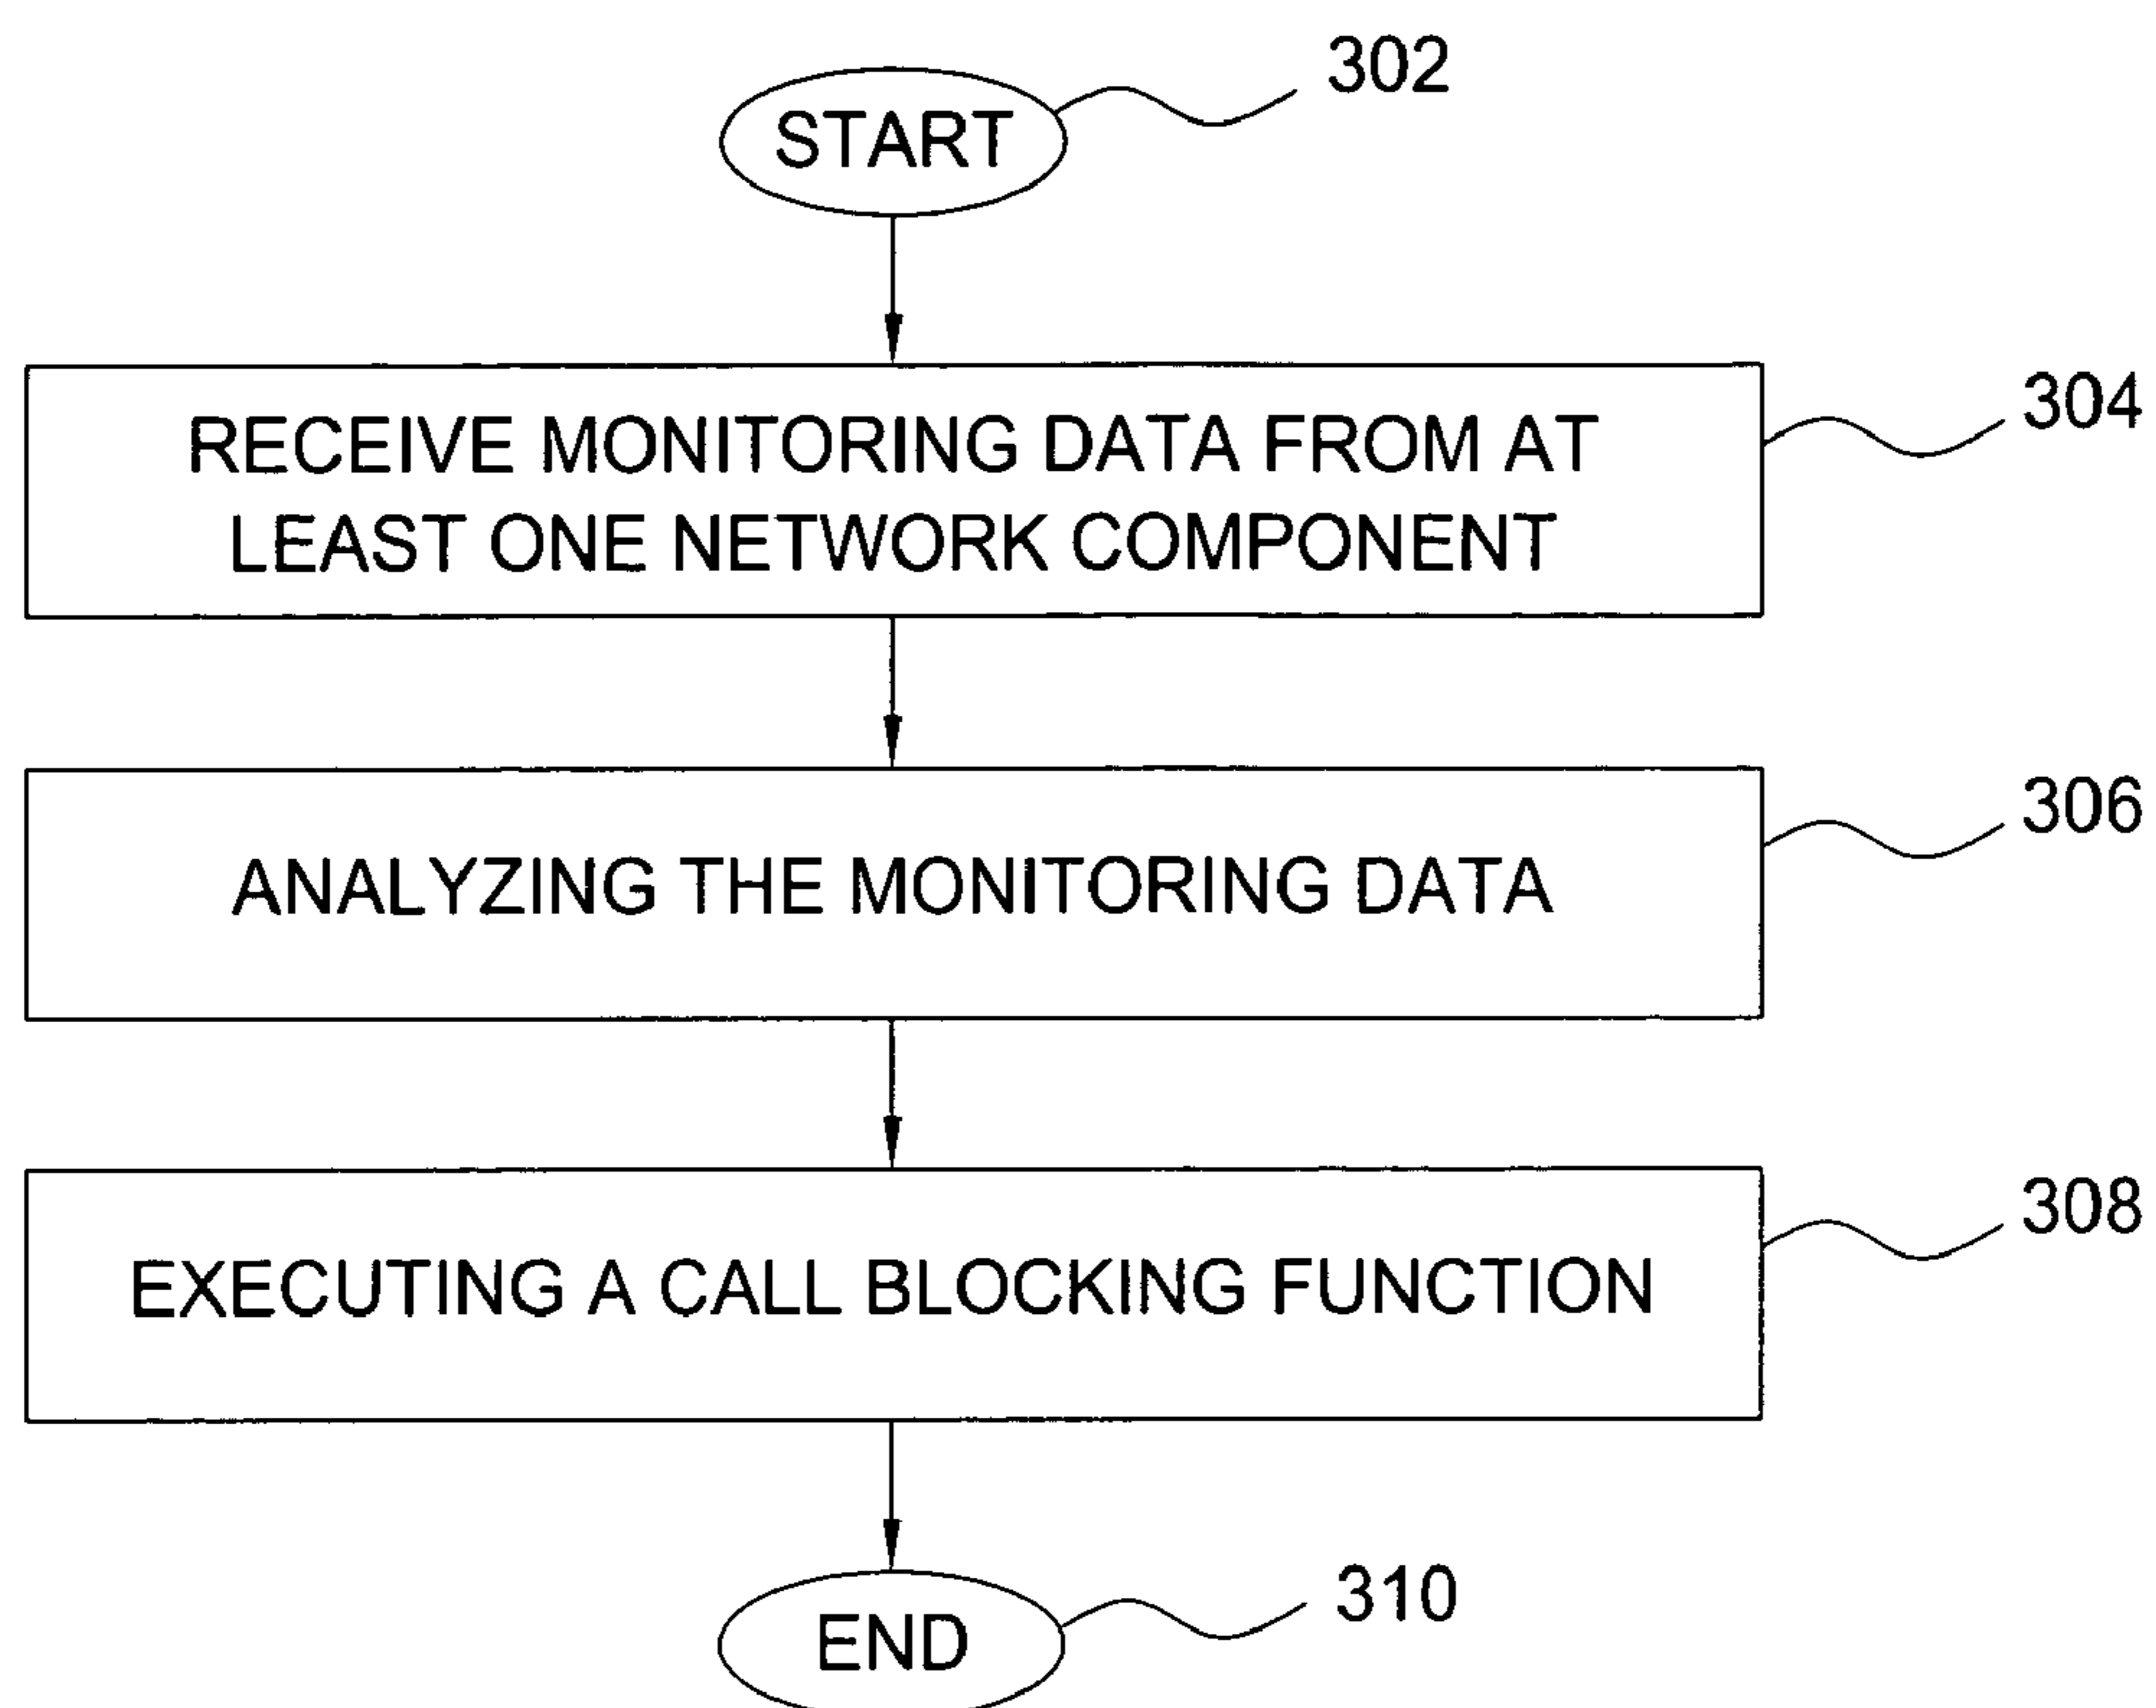 302
START
304
RECEIVE MONITORING DATA FROM AT
LEAST ONE NETWORK COMPONENT
306
ANALYZING THE MONITORING DATA
308
EXECUTING A CALL BLOCKING FUNCTION
310
END